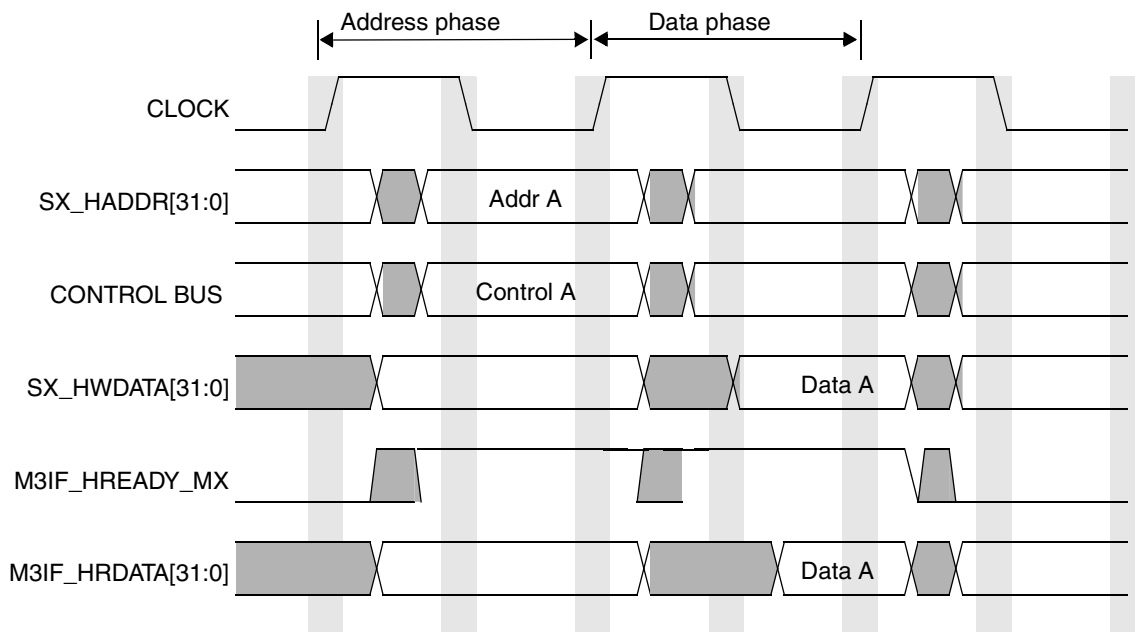 Address phase Data phase
CLOCK
SX_HADDR[31:0] Addr A
CONTROL BUS Control A
SX_HWDATA[31:0] Data A
M3IF_HREADY_MX
M3IF_HRDATA[31:0] Data A